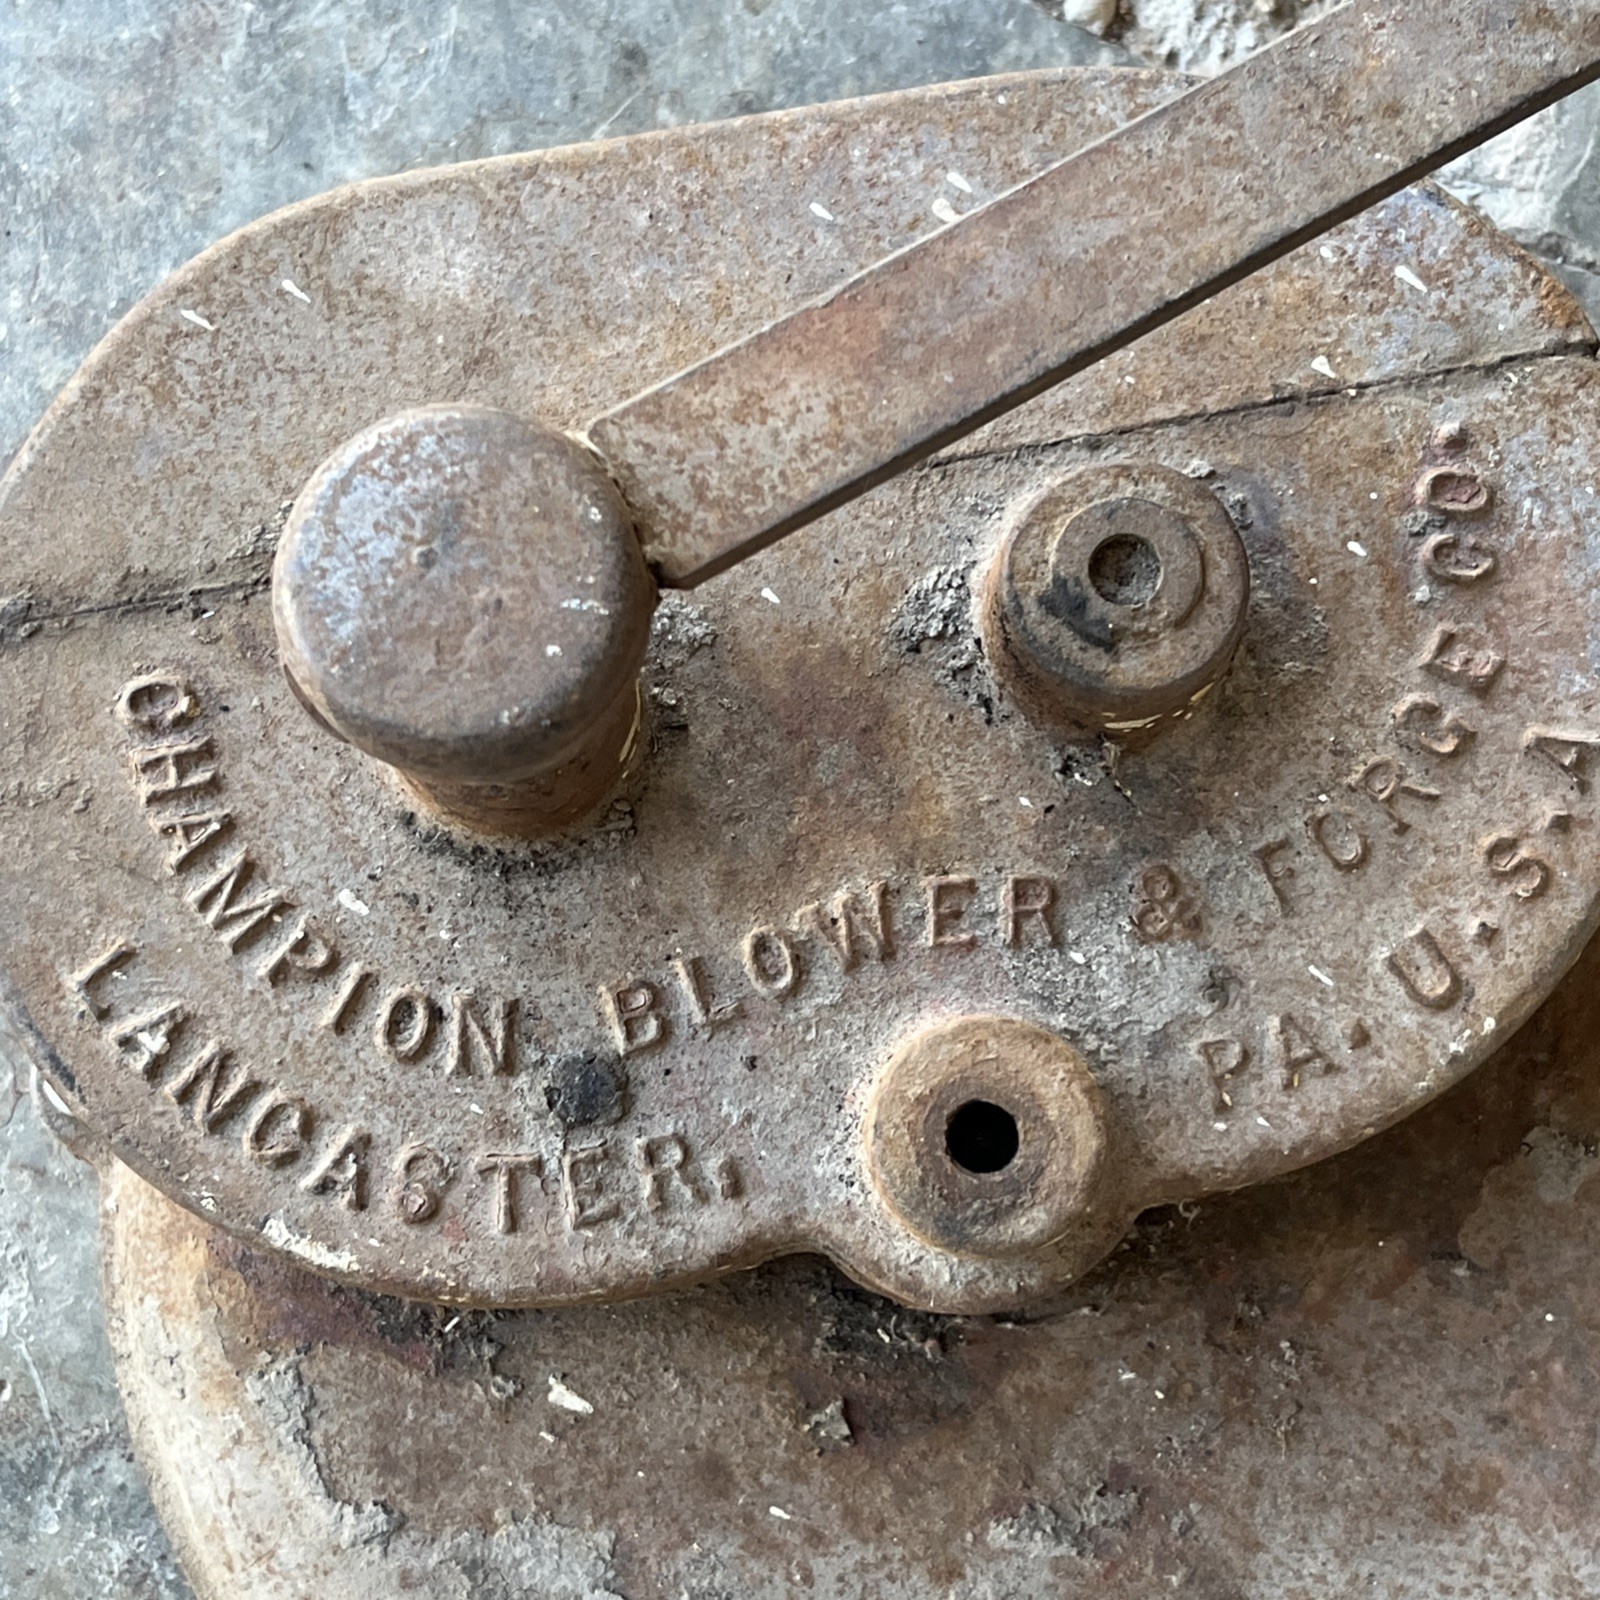 CHAMPION BLOWER & FORGE CO.
LANCASTER, PA. U.S.A